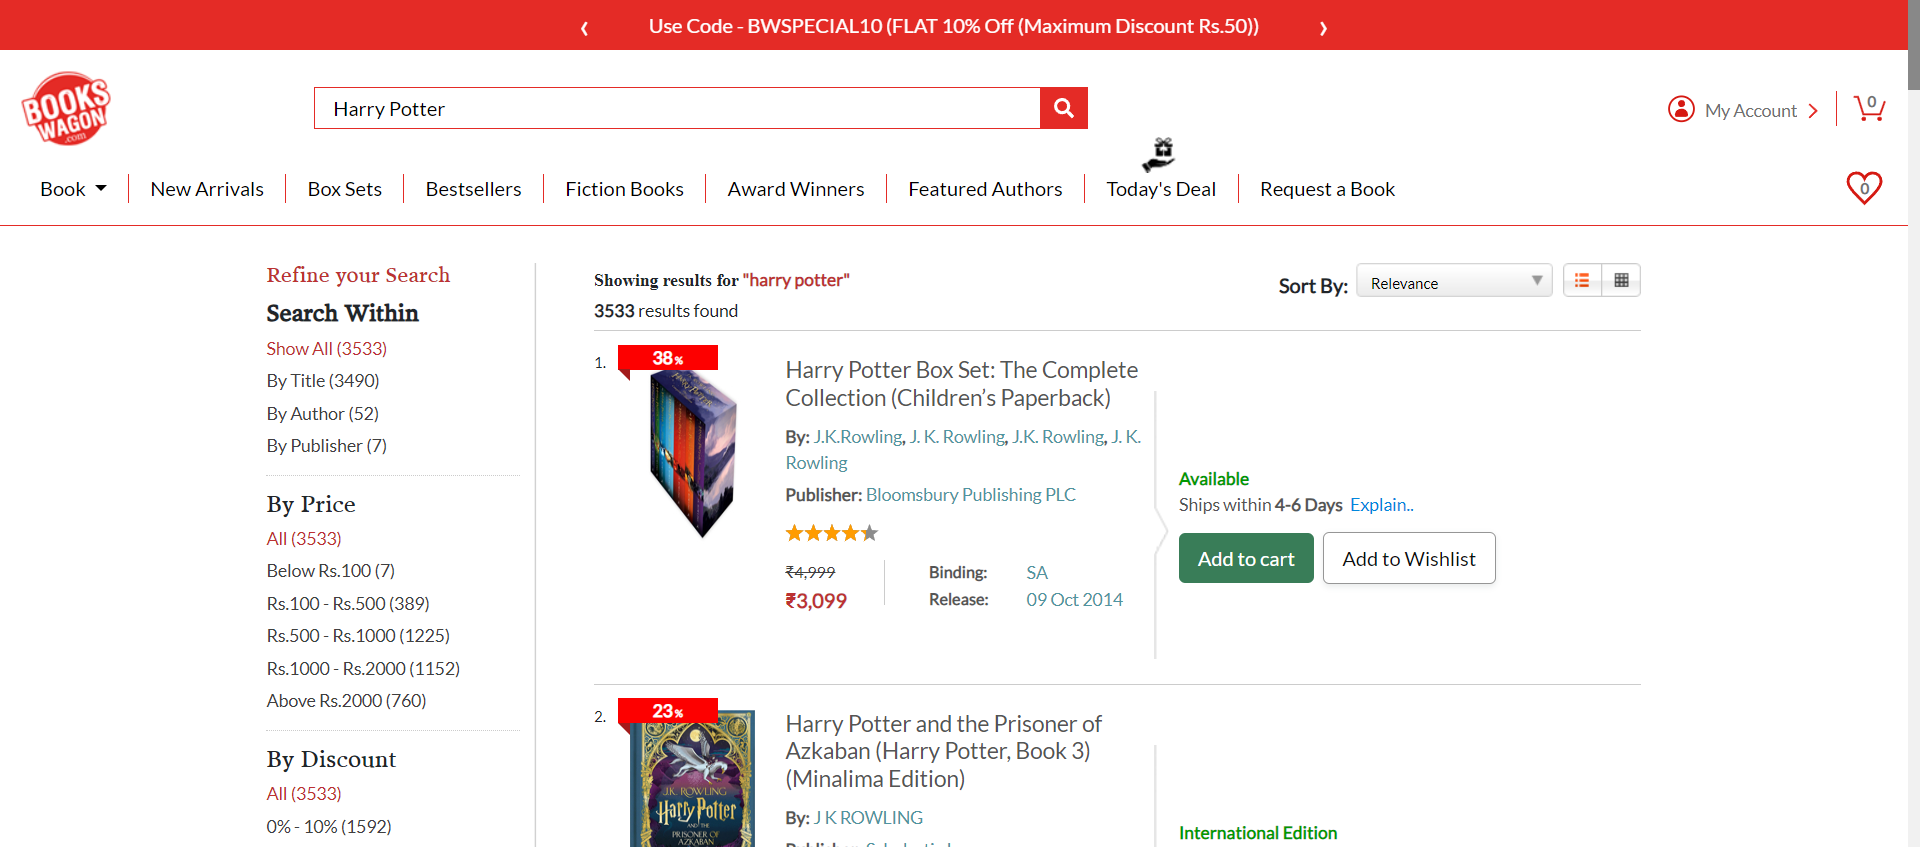 Use Code - BWSPECIAL10 (FLAT 10% Off (Maximum Discount Rs.50))
BOOKS
WAGON
.com
Harry Potter
My Account
0
Book
New Arrivals
Box Sets
Bestsellers
Fiction Books
Award Winners
Featured Authors
Today's Deal
Request a Book
0
Refine your Search
Search Within
Show All (3533)
By Title (3490)
By Author (52)
By Publisher (7)
By Price
All (3533)
Below Rs.100 (7)
Rs.100 - Rs.500 (389)
Rs.500 - Rs.1000 (1225)
Rs.1000 - Rs.2000 (1152)
Above Rs.2000 (760)
By Discount
All (3533)
0% - 10% (1592)
Showing results for "harry potter"
3533 results found
Sort By: Relevance
1.
38%
HARRY POTTER
Harry Potter Box Set: The Complete
Collection (Children’s Paperback)
By: J.K.Rowling, J. K. Rowling, J.K. Rowling, J. K.
Rowling
Publisher: Bloomsbury Publishing PLC
₹4,999
₹3,099
Binding: SA
Release: 09 Oct 2014
Available
Ships within 4-6 Days Explain..
Add to cart
Add to Wishlist
2.
23%
J.K. ROWLING
Harry Potter
AND THE
PRISONER OF
AZKABAN
Harry Potter and the Prisoner of
Azkaban (Harry Potter, Book 3)
(Minalima Edition)
By: J K ROWLING
International Edition